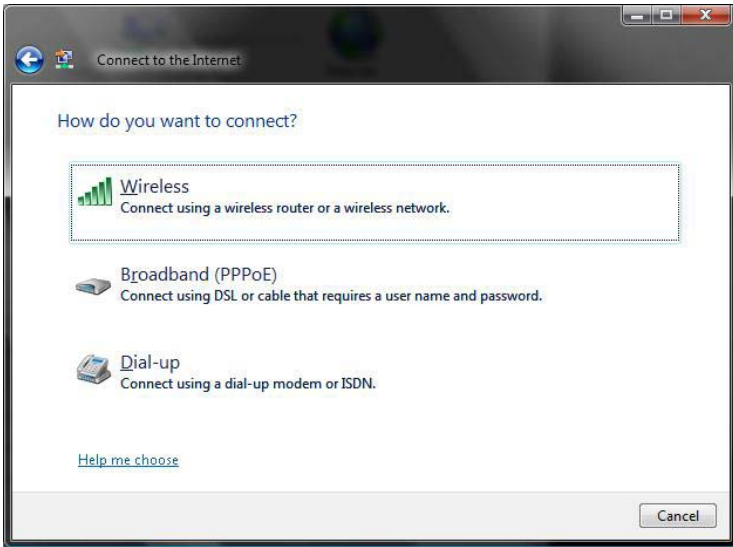 Connect to the Internet
How do you want to connect?
Wireless
Connect using a wireless router or a wireless network.
Broadband (PPPoE)
Connect using DSL or cable that requires a user name and password.
Dial-up
Connect using a dial-up modem or ISDN.
Help me choose
Cancel